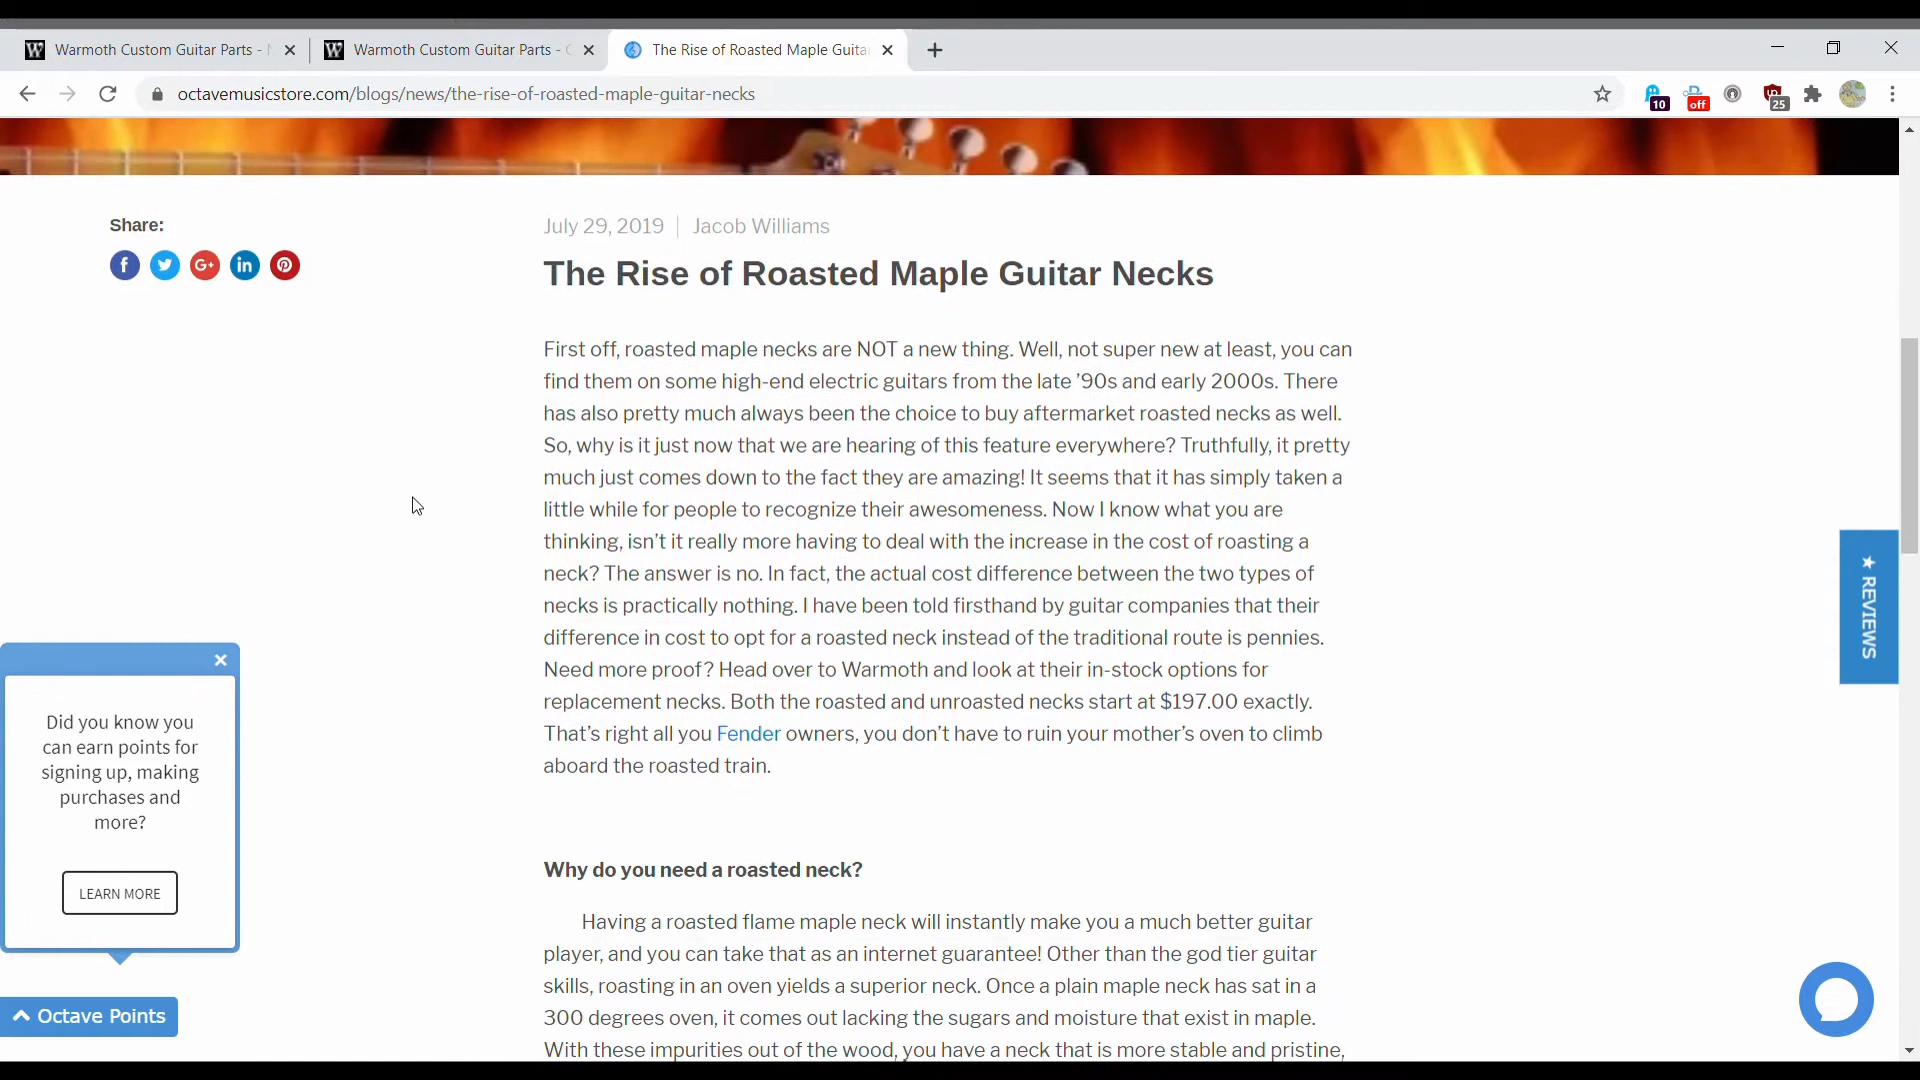 Warmoth Custom Guitar Parts -
Warmoth Custom Guitar Parts -
The Rise of Roasted Maple Guita
octavemusicstore.com/blogs/news/the-rise-of-roasted-maple-guitar-necks
10
off
25
Share:
July 29, 2019 | Jacob Williams
The Rise of Roasted Maple Guitar Necks
First off, roasted maple necks are NOT a new thing. Well, not super new at least, you can
find them on some high-end electric guitars from the late ’90s and early 2000s. There
has also pretty much always been the choice to buy aftermarket roasted necks as well.
So, why is it just now that we are hearing of this feature everywhere? Truthfully, it pretty
much just comes down to the fact they are amazing! It seems that it has simply taken a
little while for people to recognize their awesomeness. Now I know what you are
thinking, isn’t it really more having to deal with the increase in the cost of roasting a
neck? The answer is no. In fact, the actual cost difference between the two types of
necks is practically nothing. I have been told firsthand by guitar companies that their
difference in cost to opt for a roasted neck instead of the traditional route is pennies.
Need more proof? Head over to Warmoth and look at their in-stock options for
replacement necks. Both the roasted and unroasted necks start at $197.00 exactly.
That’s right all you Fender owners, you don’t have to ruin your mother’s oven to climb
aboard the roasted train.
Why do you need a roasted neck?
Having a roasted flame maple neck will instantly make you a much better guitar
player, and you can take that as an internet guarantee! Other than the god tier guitar
skills, roasting in an oven yields a superior neck. Once a plain maple neck has sat in a
300 degrees oven, it comes out lacking the sugars and moisture that exist in maple.
With these impurities out of the wood, you have a neck that is more stable and pristine,
★ REVIEWS
Did you know you
can earn points for
signing up, making
purchases and
more?
LEARN MORE
Octave Points